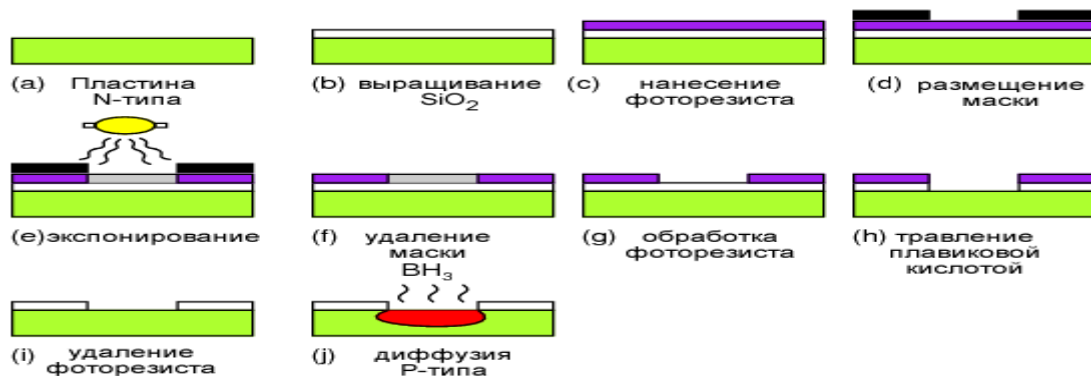 (a) Пластина
N-типа
(b) выращивание
SiO₂
(c) нанесение
фоторезиста
(d) размещение
маски
(e)экспонирование
(f) удаление
маски
(g) обработка
фоторезиста
(h) травление
плавиковой
кислотой
(i) удаление
фоторезиста
BH₃
(j) диффузия
P-типа